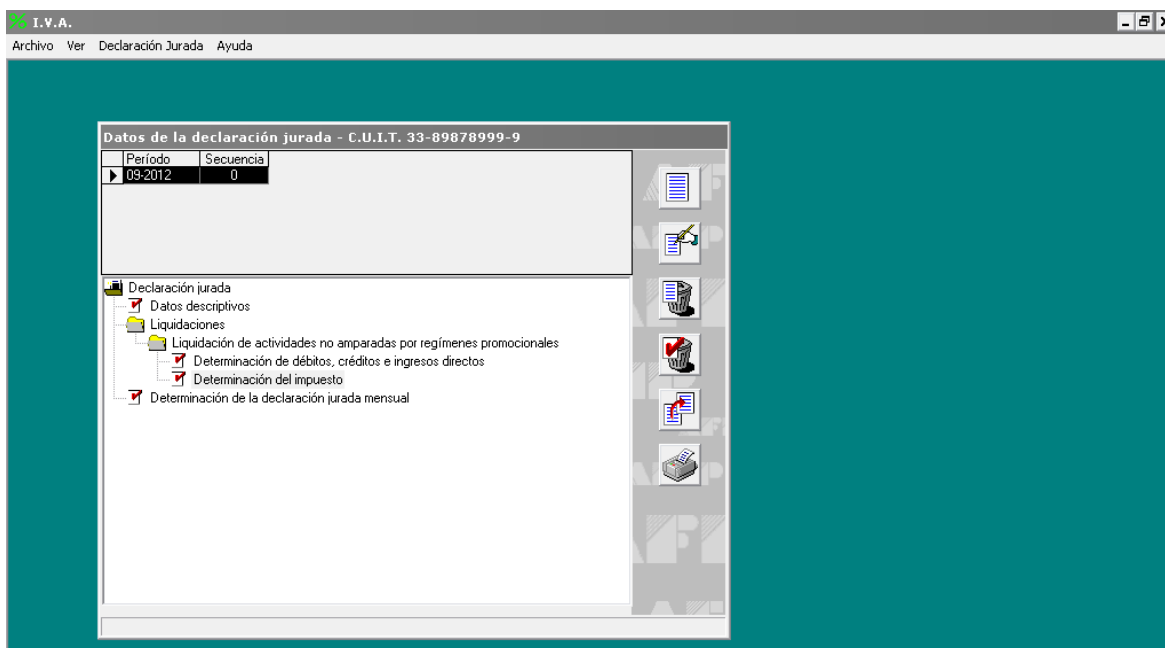 I.V.A.
Archivo Ver Declaración Jurada Ayuda
Datos de la declaración jurada - C.U.I.T. 33-89878999-9
Período Secuencia
09-2012 0
Declaración jurada
Datos descriptivos
Liquidaciones
Liquidación de actividades no amparadas por regímenes promocionales
Determinación de débitos, créditos e ingresos directos
Determinación del impuesto
Determinación de la declaración jurada mensual